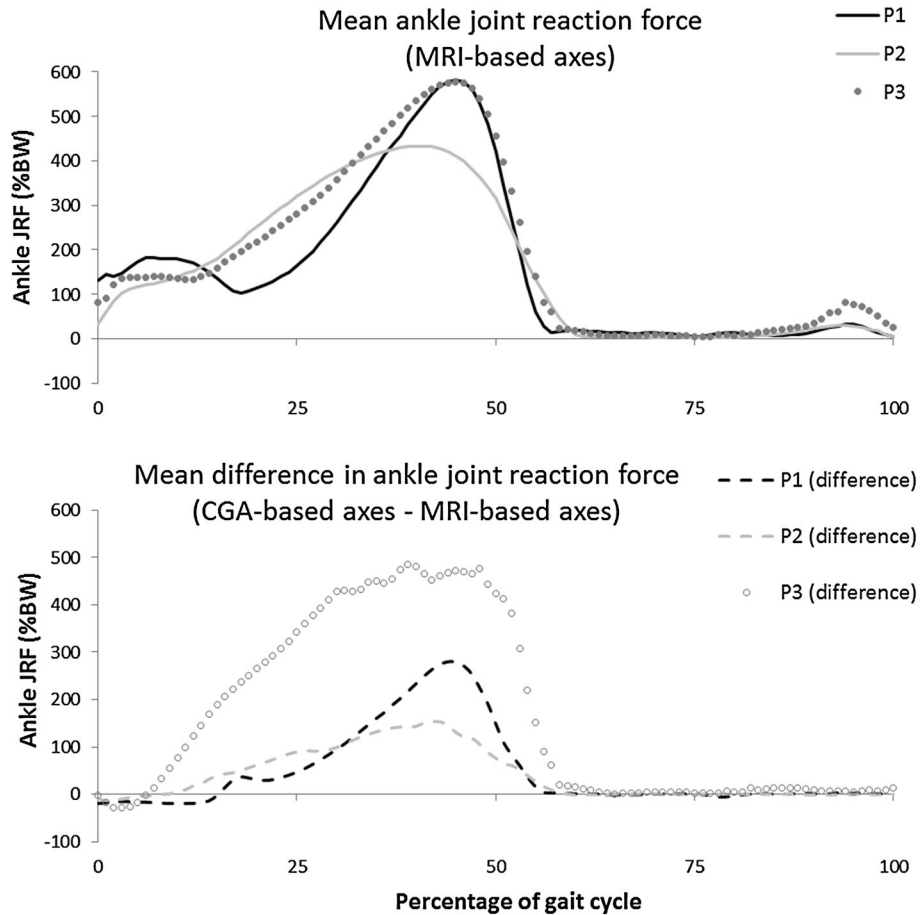 Mean ankle joint reaction force
(MRI-based axes)
P1
P2
P3
Ankle JRF (%BW)
600
500
400
300
200
100
0
-100
0
25
50
75
100
Mean difference in ankle joint reaction force
(CGA-based axes - MRI-based axes)
P1 (difference)
P2 (difference)
P3 (difference)
Ankle JRF (%BW)
600
500
400
300
200
100
0
-100
0
25
50
75
100
Percentage of gait cycle